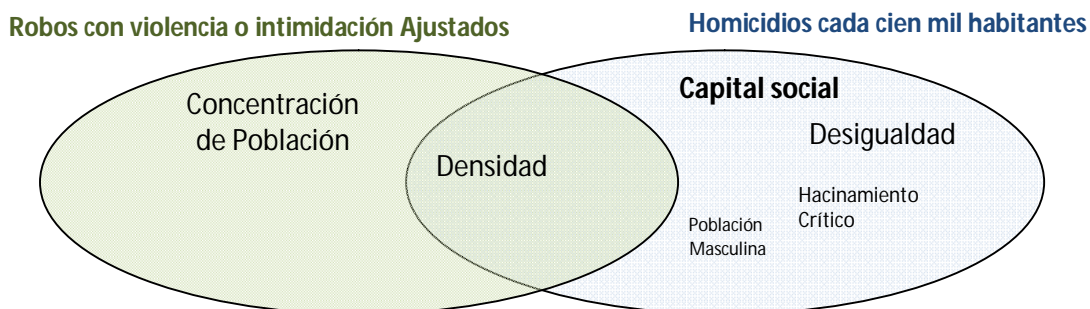 Robos con violencia o intimidación Ajustados
Homicidios cada cien mil habitantes
Concentración
de Población
Densidad
Capital social
Desigualdad
Hacinamiento
Crítico
Población
Masculina